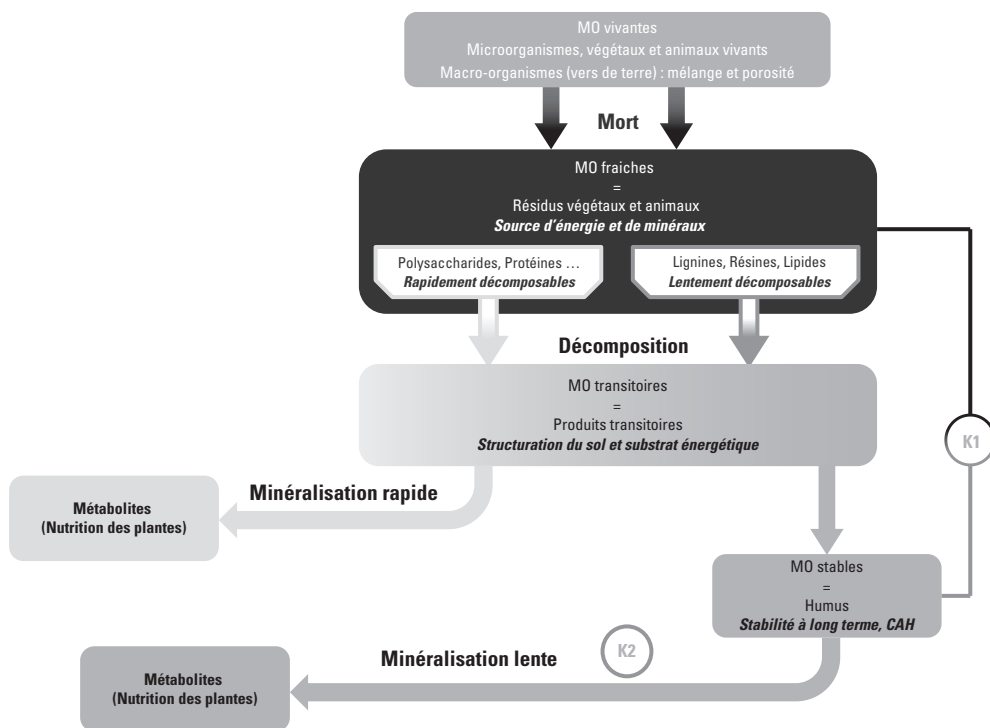 MO vivantes
Microorganismes, végétaux et animaux vivants
Macro-organismes (vers de terre) : mélange et porosité
Mort
MO fraiches
=
Résidus végétaux et animaux
Source d’énergie et de minéraux
Polysaccharides, Protéines …
Rapidement décomposables
Lignines, Résines, Lipides
Lentement décomposables
Décomposition
MO transitoires
=
Produits transitoires
Structuration du sol et substrat énergétique
K1
Minéralisation rapide
Métabolites
(Nutrition des plantes)
MO stables
=
Humus
Stabilité à long terme, CAH
K2
Minéralisation lente
Métabolites
(Nutrition des plantes)